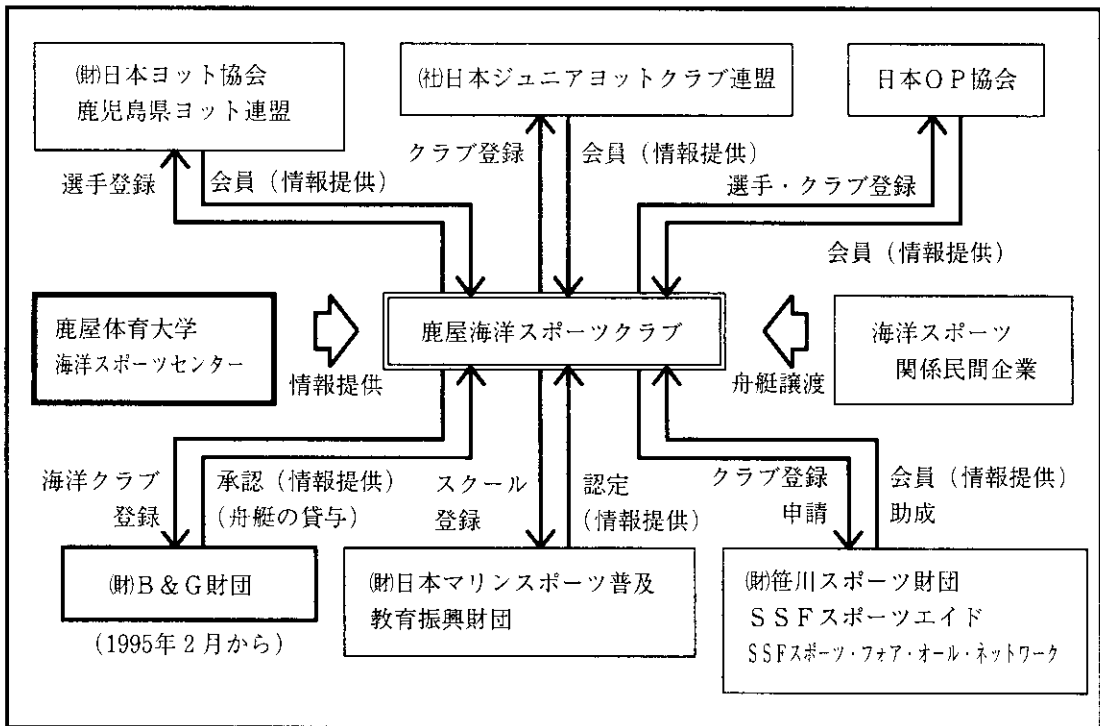 ㈶日本ヨット協会
鹿児島県ヨット連盟
㈳日本ジュニアヨットクラブ連盟
日本ＯＰ協会
選手登録
会員（情報提供）
クラブ登録
会員（情報提供）
選手・クラブ登録
会員（情報提供）
鹿屋体育大学
海洋スポーツセンター
情報提供
鹿屋海洋スポーツクラブ
舟艇譲渡
海洋スポーツ
関係民間企業
海洋クラブ
登録
承認（情報提供）
（舟艇の貸与）
スクール
登録
認定
（情報提供）
クラブ登録
申請
会員（情報提供）
助成
㈶Ｂ＆Ｇ財団
（1995年２月から）
㈶日本マリンスポーツ普及
教育振興財団
㈶笹川スポーツ財団
ＳＳＦスポーツエイド
SSFスポーツ・フォア・オール・ネットワーク